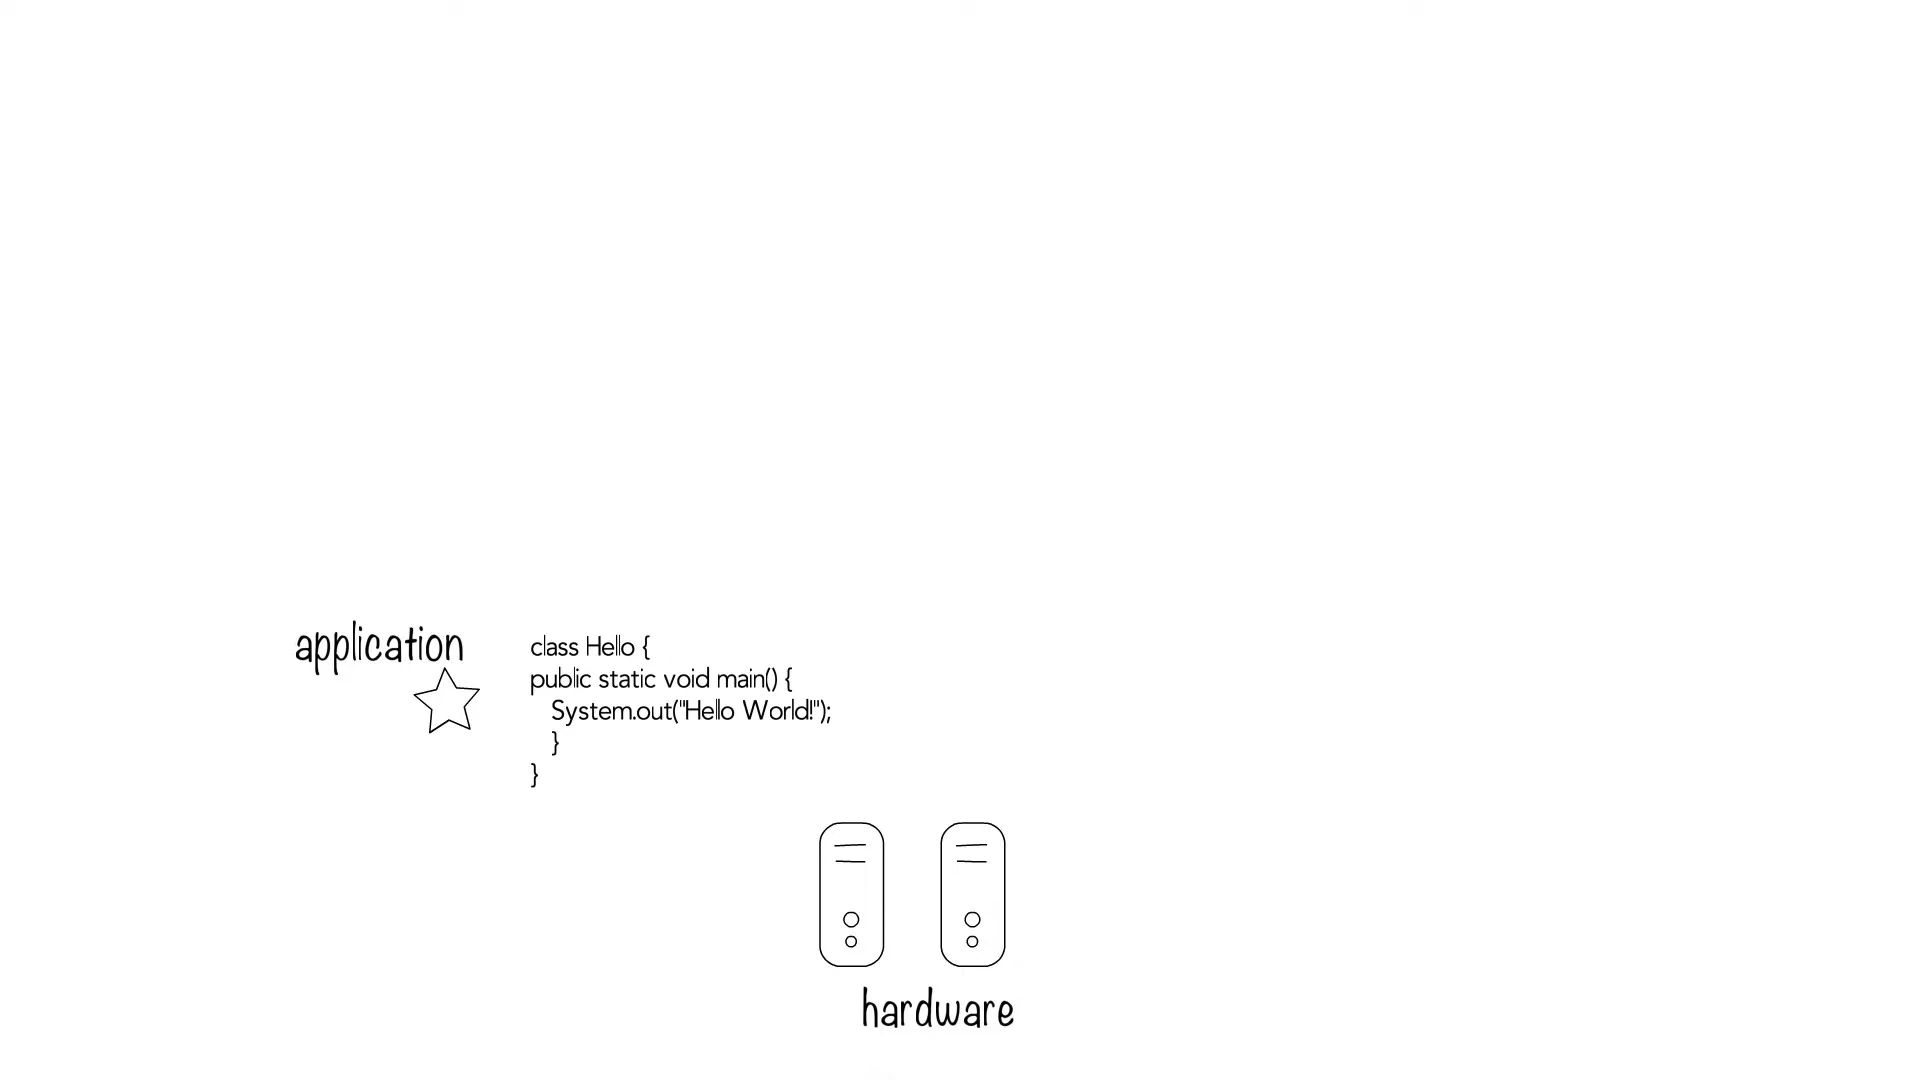 application
class Hello {
public static void main() {
System.out("Hello World!");
}
}
hardware